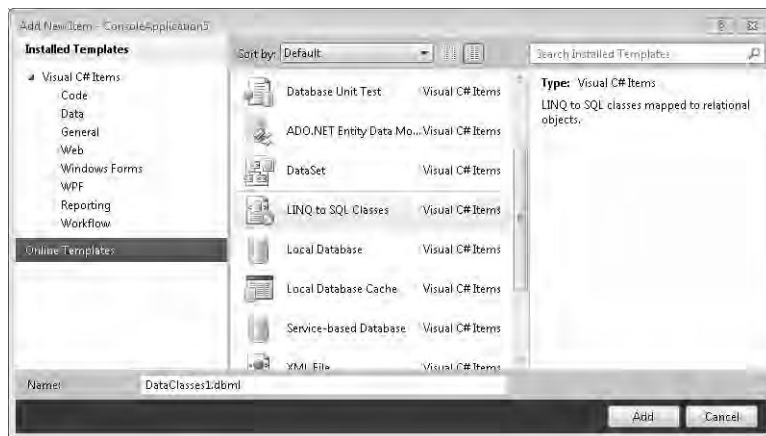 Add New Item - ConsoleApplication5
Installed Templates
Visual C# Items
Code
Data
General
Web
Windows Forms
WPF
Reporting
Workflow
Online Templates
Sort by: Default
Database Unit Test Visual C# Items
ADO.NET Entity Data Mo... Visual C# Items
DataSet Visual C# Items
LINQ to SQL Classes Visual C# Items
Local Database Visual C# Items
Local Database Cache Visual C# Items
Service-based Database Visual C# Items
XML File Visual C# Items
Search Installed Templates
Type: Visual C# Items
LINQ to SQL classes mapped to relational
objects.
Name: DataClasses1.dbml
Add Cancel